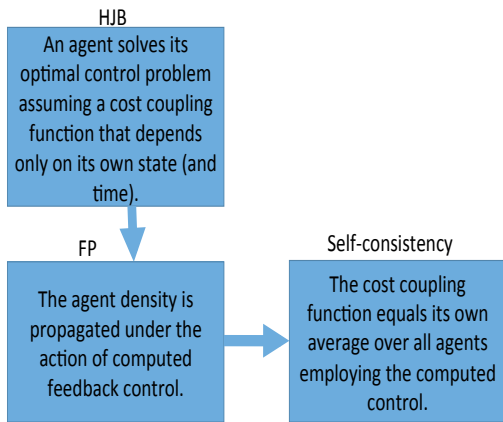 HJB
An agent solves its
optimal control problem
assuming a cost coupling
function that depends
only on its own state (and
time).
FP
The agent density is
propagated under the
action of computed
feedback control.
Self-consistency
The cost coupling
function equals its own
average over all agents
employing the computed
control.